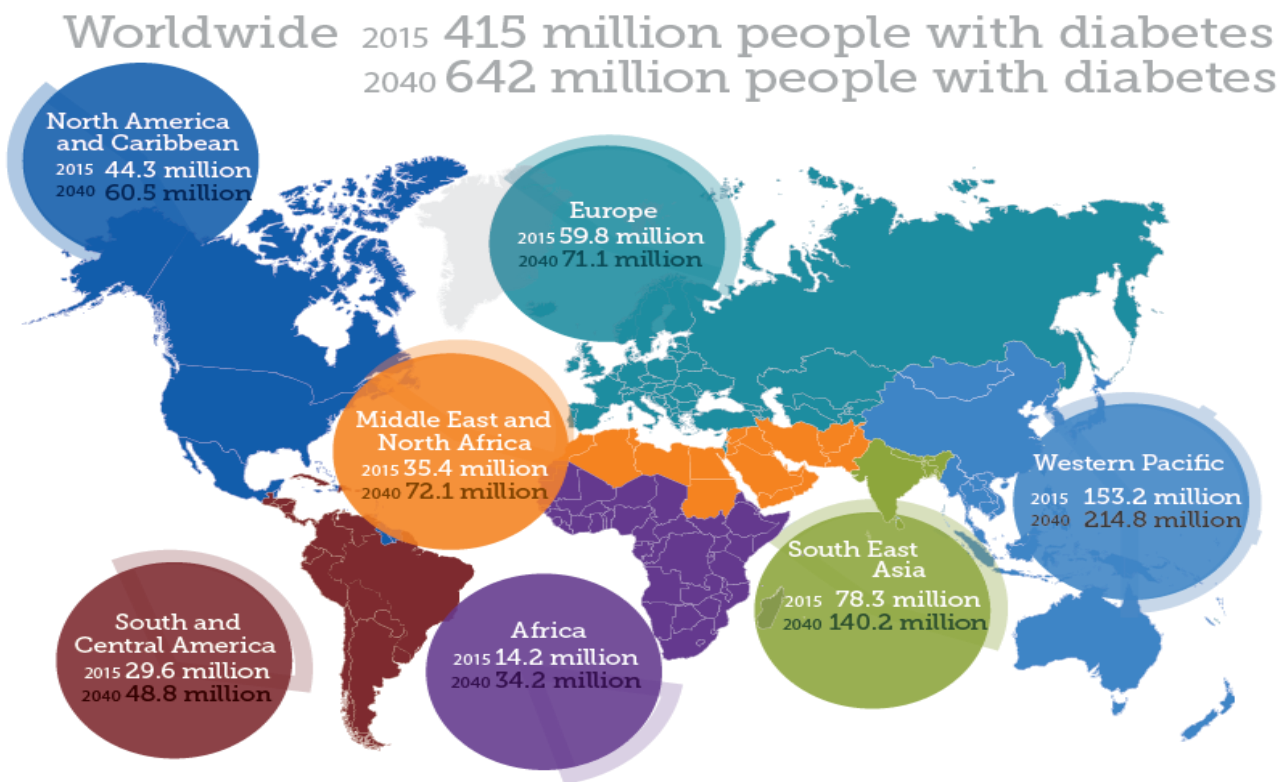 Worldwide 2015 415 million people with diabetes
2040 642 million people with diabetes
North America
and Caribbean
2015 44.3 million
2040 60.5 million
Europe
2015 59.8 million
2040 71.1 million
Middle East and
North Africa
2015 35.4 million
2040 72.1 million
Western Pacific
2015 153.2 million
2040 214.8 million
South East
Asia
2015 78.3 million
2040 140.2 million
South and
Central America
2015 29.6 million
2040 48.8 million
Africa
2015 14.2 million
2040 34.2 million